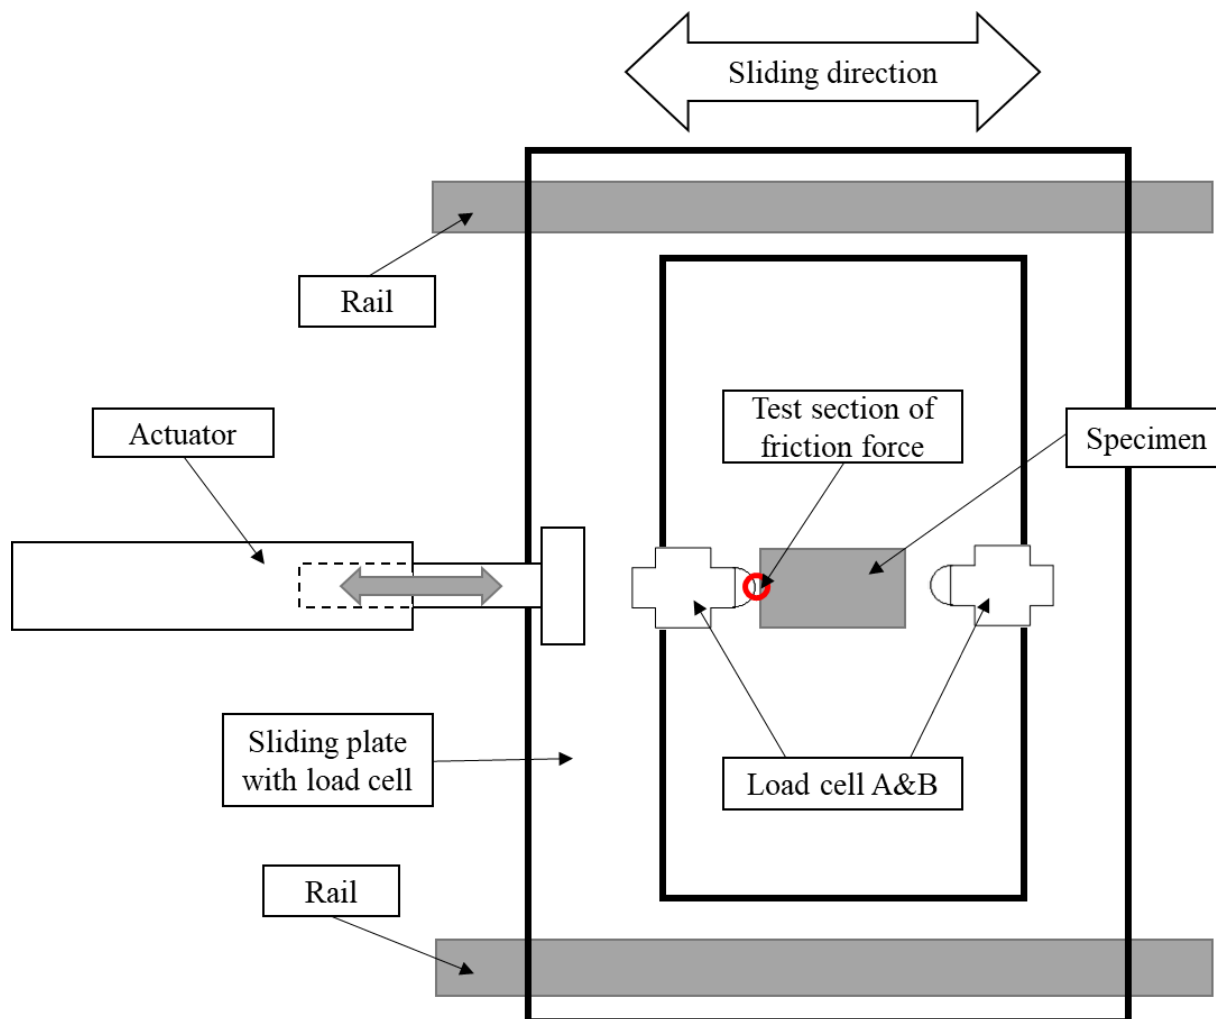 Sliding direction
Rail
Test section of
friction force
Actuator
Specimen
Sliding plate
with load cell
Load cell A&B
Rail